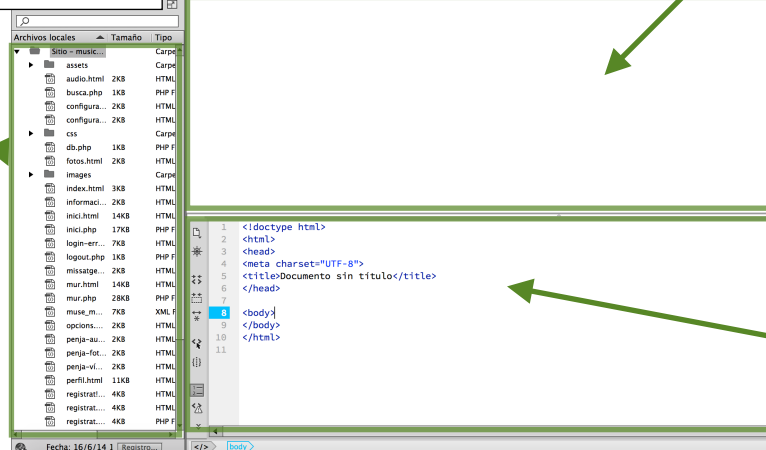 Archivos locales Tamaño Tipo
Sitio – music... Carpe
assets Carpe
audio.html 2KB HTML
busca.php 1KB PHP F
configura... 2KB HTML
configura... 2KB HTML
css Carpe
db.php 1KB PHP F
fotos.html 2KB HTML
images Carpe
index.html 3KB HTML
informaci... 2KB HTML
inici.html 14KB HTML
inici.php 17KB PHP F
login-err... 7KB HTML
logout.php 1KB PHP F
missatge... 2KB HTML
mur.html 14KB HTML
mur.php 28KB PHP F
muse_m... 7KB XML F
opcions.... 2KB HTML
penja-au... 2KB HTML
penja-fot... 2KB HTML
penja-ví... 2KB HTML
perfil.html 11KB HTML
registrat!... 4KB HTML
registrat.... 4KB HTML
registrat.... 4KB PHP F
Fecha: 16/6/14 1 Registro...
1 <!doctype html>
2 <html>
3 <head>
4 <meta charset="UTF-8">
5 <title>Documento sin título</title>
6 </head>
7
8 <body>
9 </body>
10 </html>
11
</> body